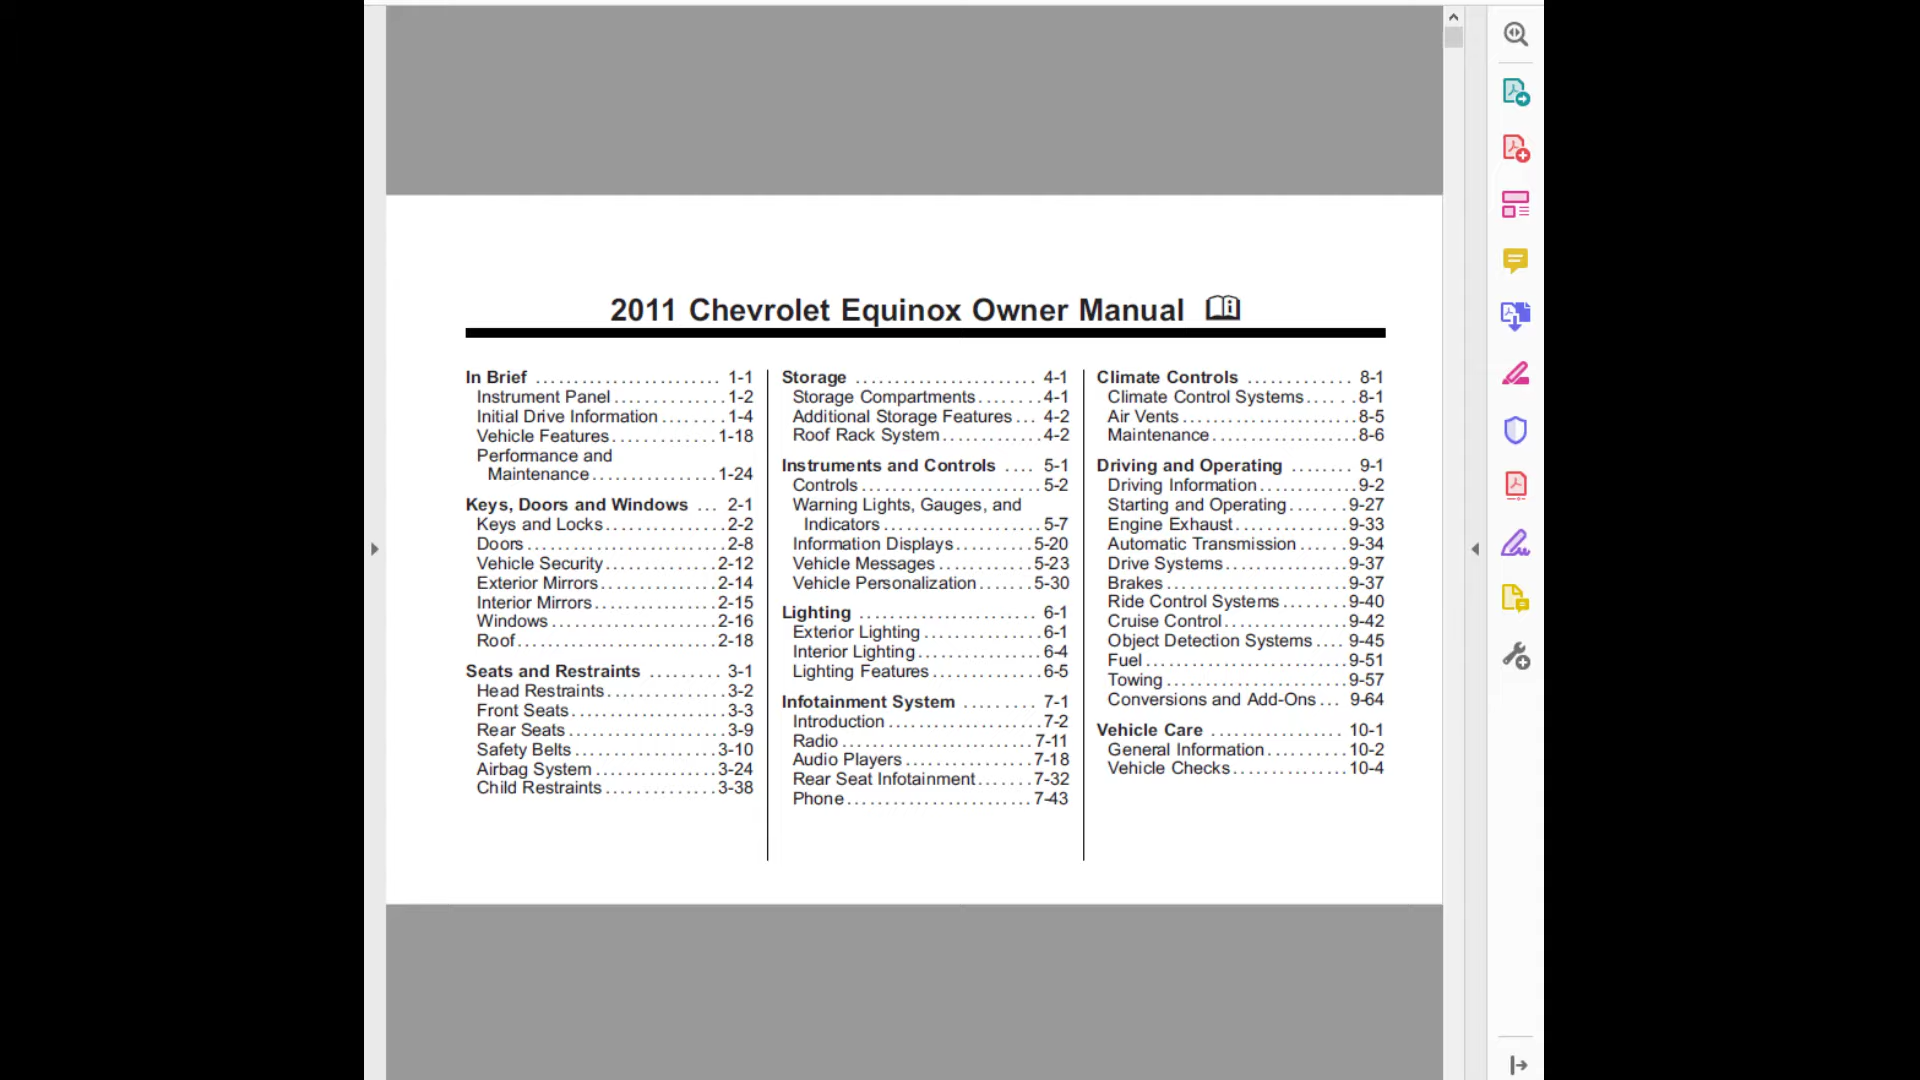 2011 Chevrolet Equinox Owner Manual
In Brief ........................ 1-1
Instrument Panel ............... 1-2
Initial Drive Information ........ 1-4
Vehicle Features ............. 1-18
Performance and
Maintenance .............. 1-24
Keys, Doors and Windows ... 2-1
Keys and Locks ................ 2-2
Doors .......................... 2-8
Vehicle Security ............... 2-12
Exterior Mirrors ............... 2-14
Interior Mirrors ................ 2-15
Windows ...................... 2-16
Roof .......................... 2-18
Seats and Restraints ......... 3-1
Head Restraints ................ 3-2
Front Seats ..................... 3-3
Rear Seats ..................... 3-9
Safety Belts ................... 3-10
Airbag System ................ 3-24
Child Restraints ............... 3-38
Storage ....................... 4-1
Storage Compartments ........ 4-1
Additional Storage Features ... 4-2
Roof Rack System ............. 4-2
Instruments and Controls .... 5-1
Controls ........................ 5-2
Warning Lights, Gauges, and
Indicators ..................... 5-7
Information Displays .......... 5-20
Vehicle Messages ............ 5-23
Vehicle Personalization ....... 5-30
Lighting ....................... 6-1
Exterior Lighting ............... 6-1
Interior Lighting ................ 6-4
Lighting Features .............. 6-5
Infotainment System ......... 7-1
Introduction .................... 7-2
Radio ......................... 7-11
Audio Players ................. 7-18
Rear Seat Infotainment ....... 7-32
Phone ........................ 7-43
Climate Controls ............. 8-1
Climate Control Systems ...... 8-1
Air Vents ....................... 8-5
Maintenance ................... 8-6
Driving and Operating ........ 9-1
Driving Information ............. 9-2
Starting and Operating ....... 9-27
Engine Exhaust ............... 9-33
Automatic Transmission ...... 9-34
Drive Systems ................ 9-37
Brakes ........................ 9-37
Ride Control Systems ........ 9-40
Cruise Control ................ 9-42
Object Detection Systems .... 9-45
Fuel .......................... 9-51
Towing ........................ 9-57
Conversions and Add-Ons ... 9-64
Vehicle Care ................. 10-1
General Information .......... 10-2
Vehicle Checks ............... 10-4